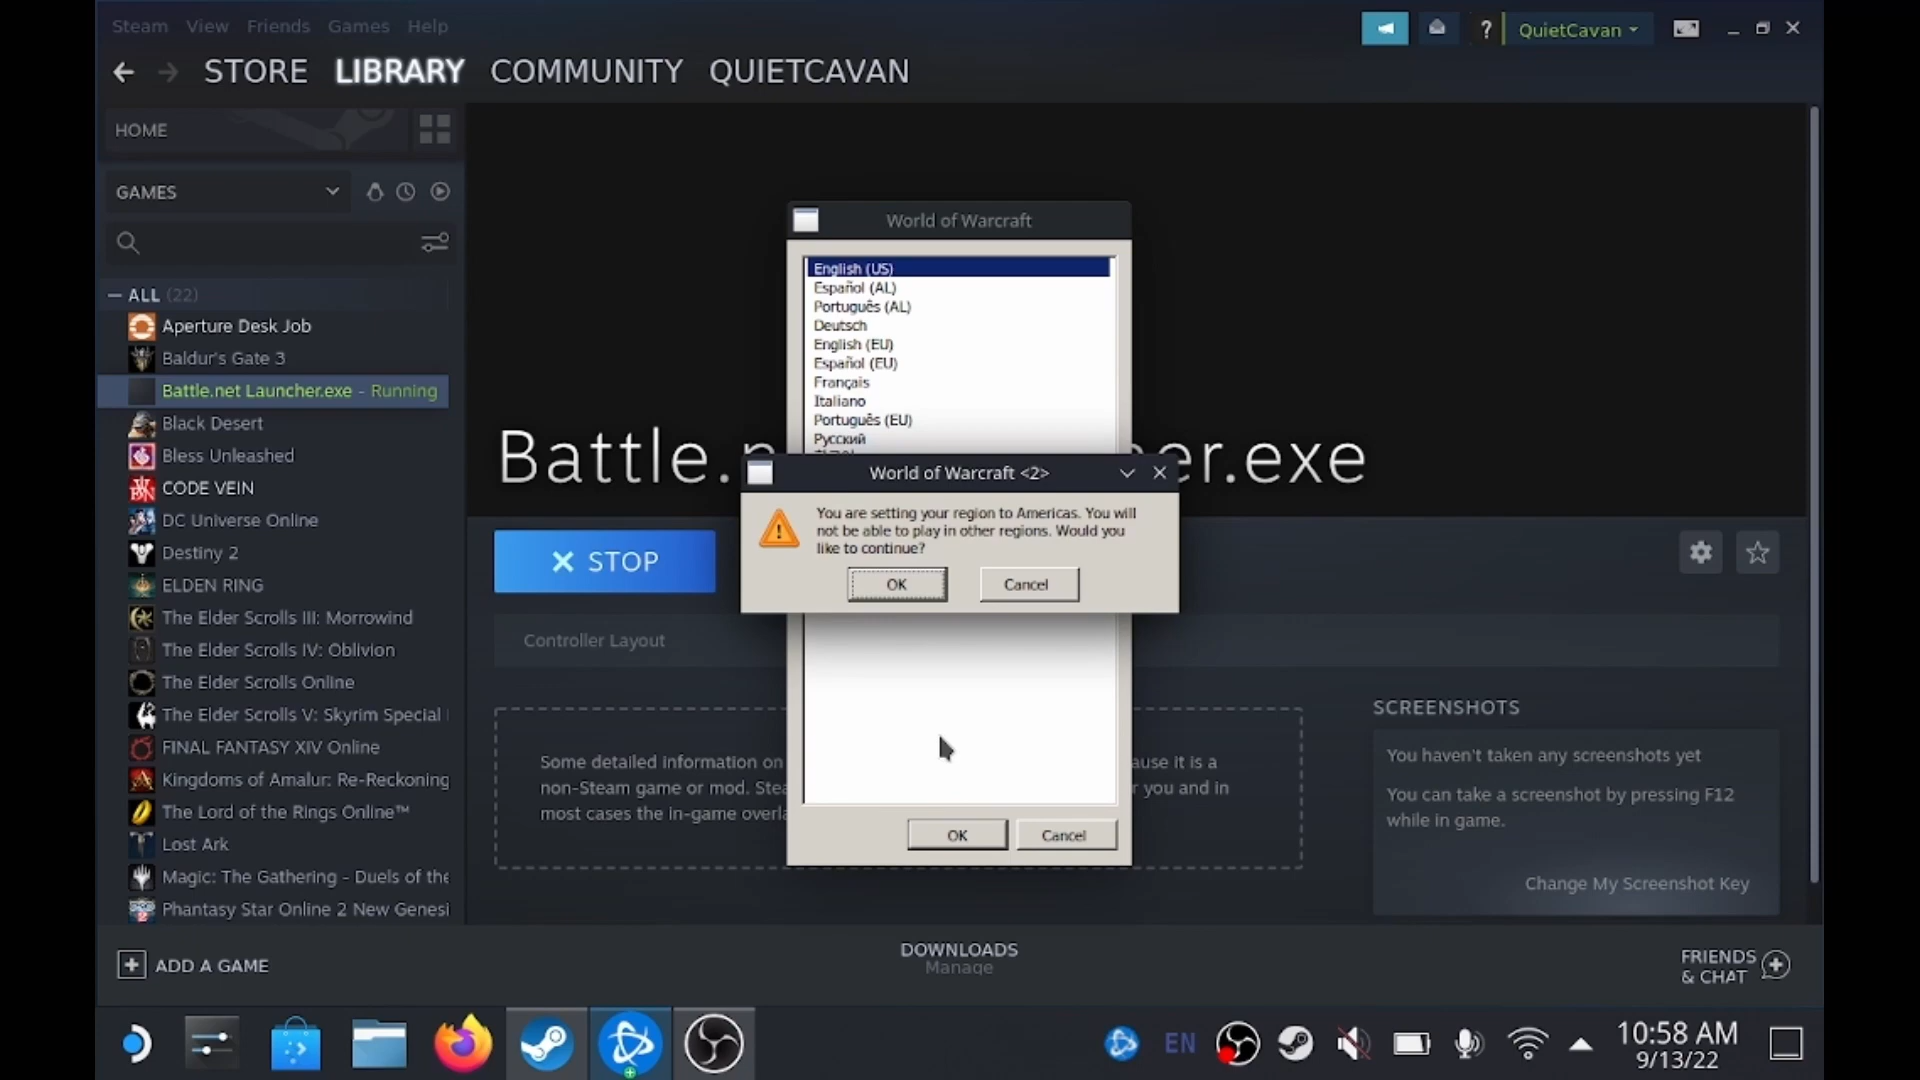 Steam View Friends Games Help
? QuietCavan
STORE LIBRARY COMMUNITY QUIETCAVAN
HOME
GAMES
ALL (22)
Aperture Desk Job
Baldur's Gate 3
Battle.net Launcher.exe - Running
Black Desert
Bless Unleashed
CODE VEIN
DC Universe Online
Destiny 2
ELDEN RING
The Elder Scrolls III: Morrowind
The Elder Scrolls IV: Oblivion
The Elder Scrolls Online
The Elder Scrolls V: Skyrim Special
FINAL FANTASY XIV Online
Kingdoms of Amalur: Re-Reckoning
The Lord of the Rings Online™
Lost Ark
Magic: The Gathering - Duels of the
Phantasy Star Online 2 New Genesi
World of Warcraft
English (US)
Español (AL)
Português (AL)
Deutsch
English (EU)
Español (EU)
Français
Italiano
Português (EU)
Русский
Battle. er.exe
World of Warcraft <2>
You are setting your region to Americas. You will
not be able to play in other regions. Would you
like to continue?
OK Cancel
STOP
Controller Layout
Some detailed information on ause it is a
non-Steam game or mod. Stea r you and in
most cases the in-game overla
OK Cancel
SCREENSHOTS
You haven't taken any screenshots yet
You can take a screenshot by pressing F12
while in game.
Change My Screenshot Key
ADD A GAME
DOWNLOADS
Manage
FRIENDS
& CHAT
EN
10:58 AM
9/13/22